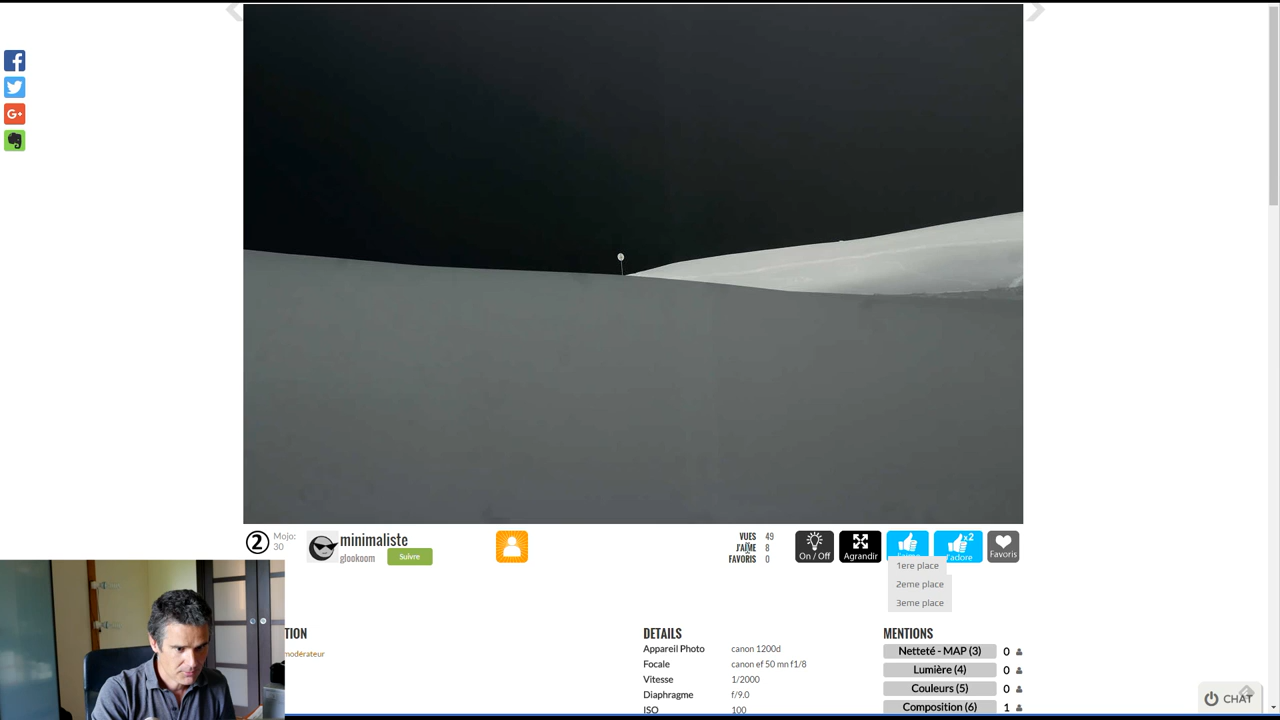 2
Mojo:
30
minimaliste
glookoom
Suivre
VUES 49
J'AIME 8
FAVORIS 0
On / Off
Agrandir
x2
J'adore
Favoris
1ere place
2eme place
3eme place
TION
modérateur
DETAILS
Appareil Photo canon 1200d
Focale canon ef 50 mn f1/8
Vitesse 1/2000
Diaphragme f/9.0
ISO 100
MENTIONS
Netteté - MAP (3) 0
Lumière (4) 0
Couleurs (5) 0
Composition (6) 1
CHAT